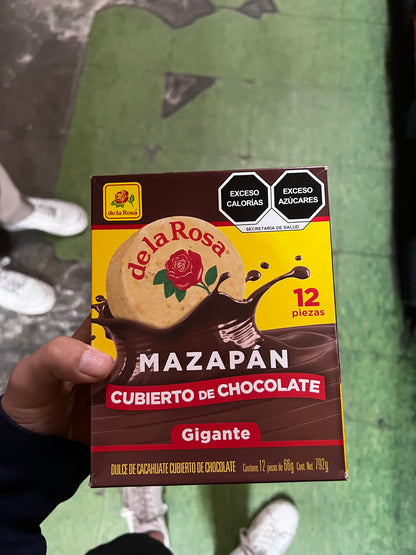 de la Rosa
EXCESO
CALORÍAS
EXCESO
AZÚCARES
SECRETARÍA DE SALUD
de la Rosa
12
piezas
MAZAPÁN
CUBIERTO DE CHOCOLATE
Gigante
DULCE DE CACAHUATE CUBIERTO DE CHOCOLATE Contiene: 12 piezas de 66g Cont. Net. 792g